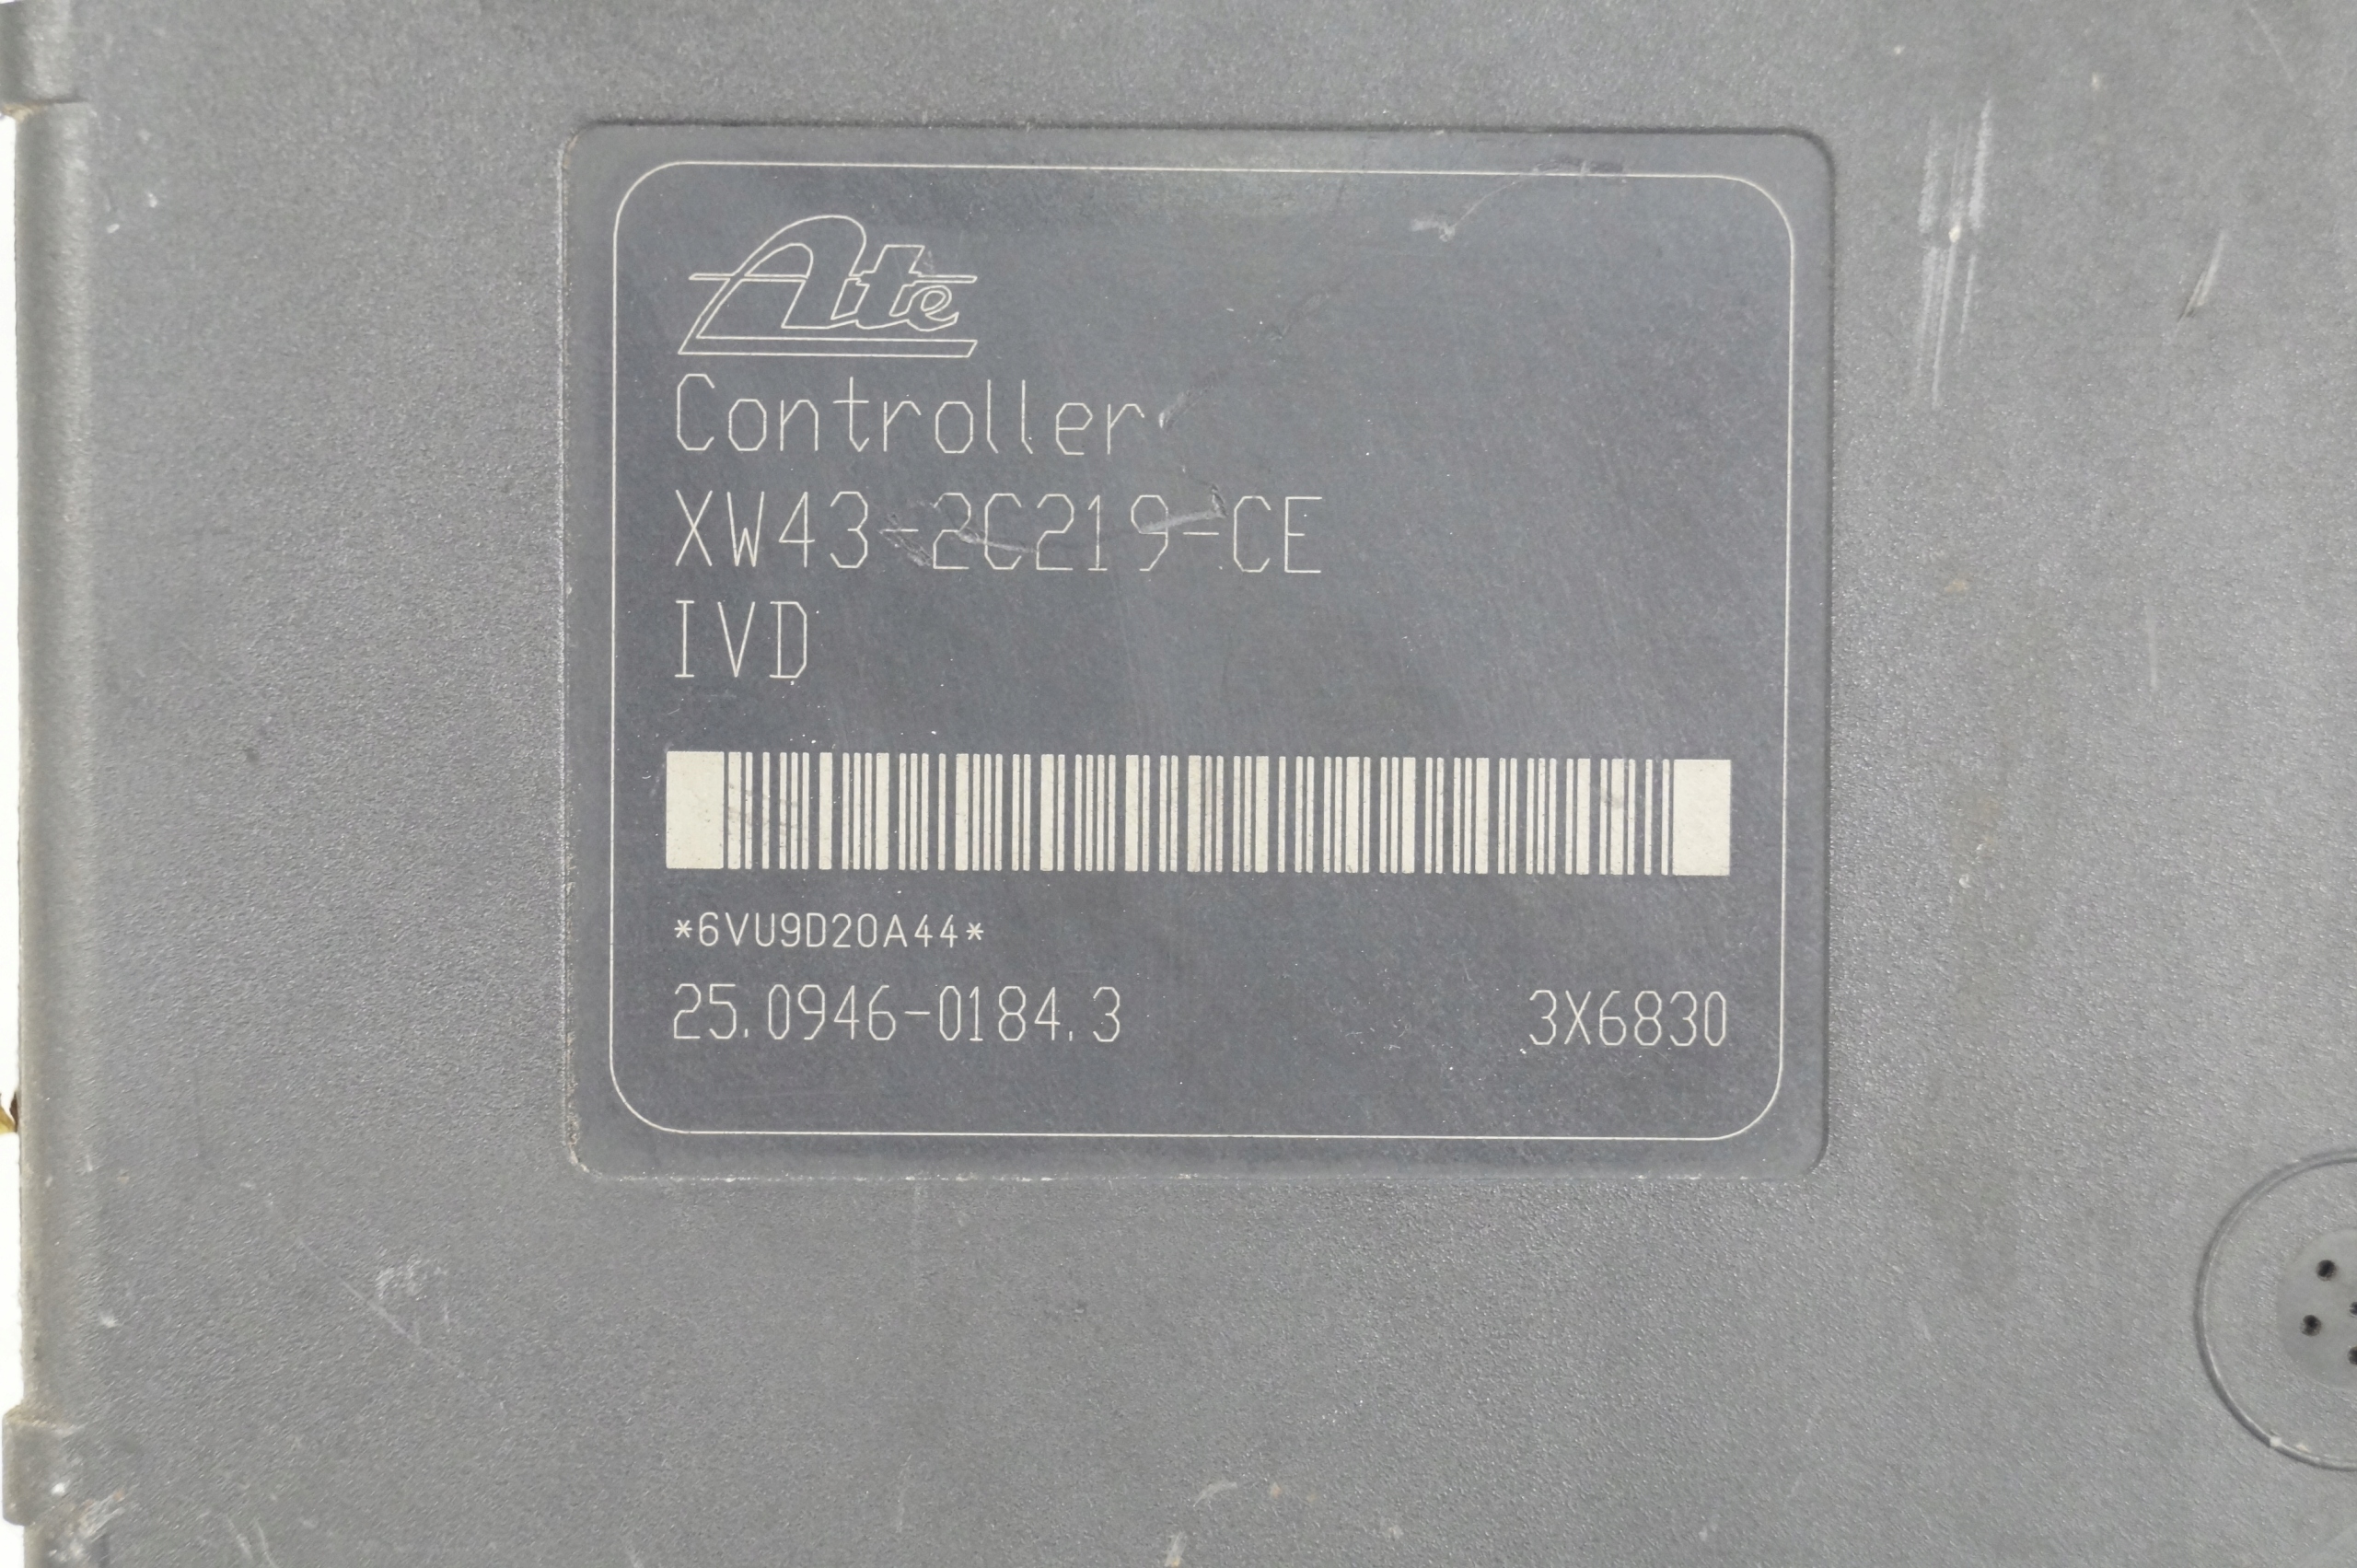 Ate
Controller
XW43-2C219-CE
IVD
*6VU9D20A44*
25.0946-0184.3 3X6830